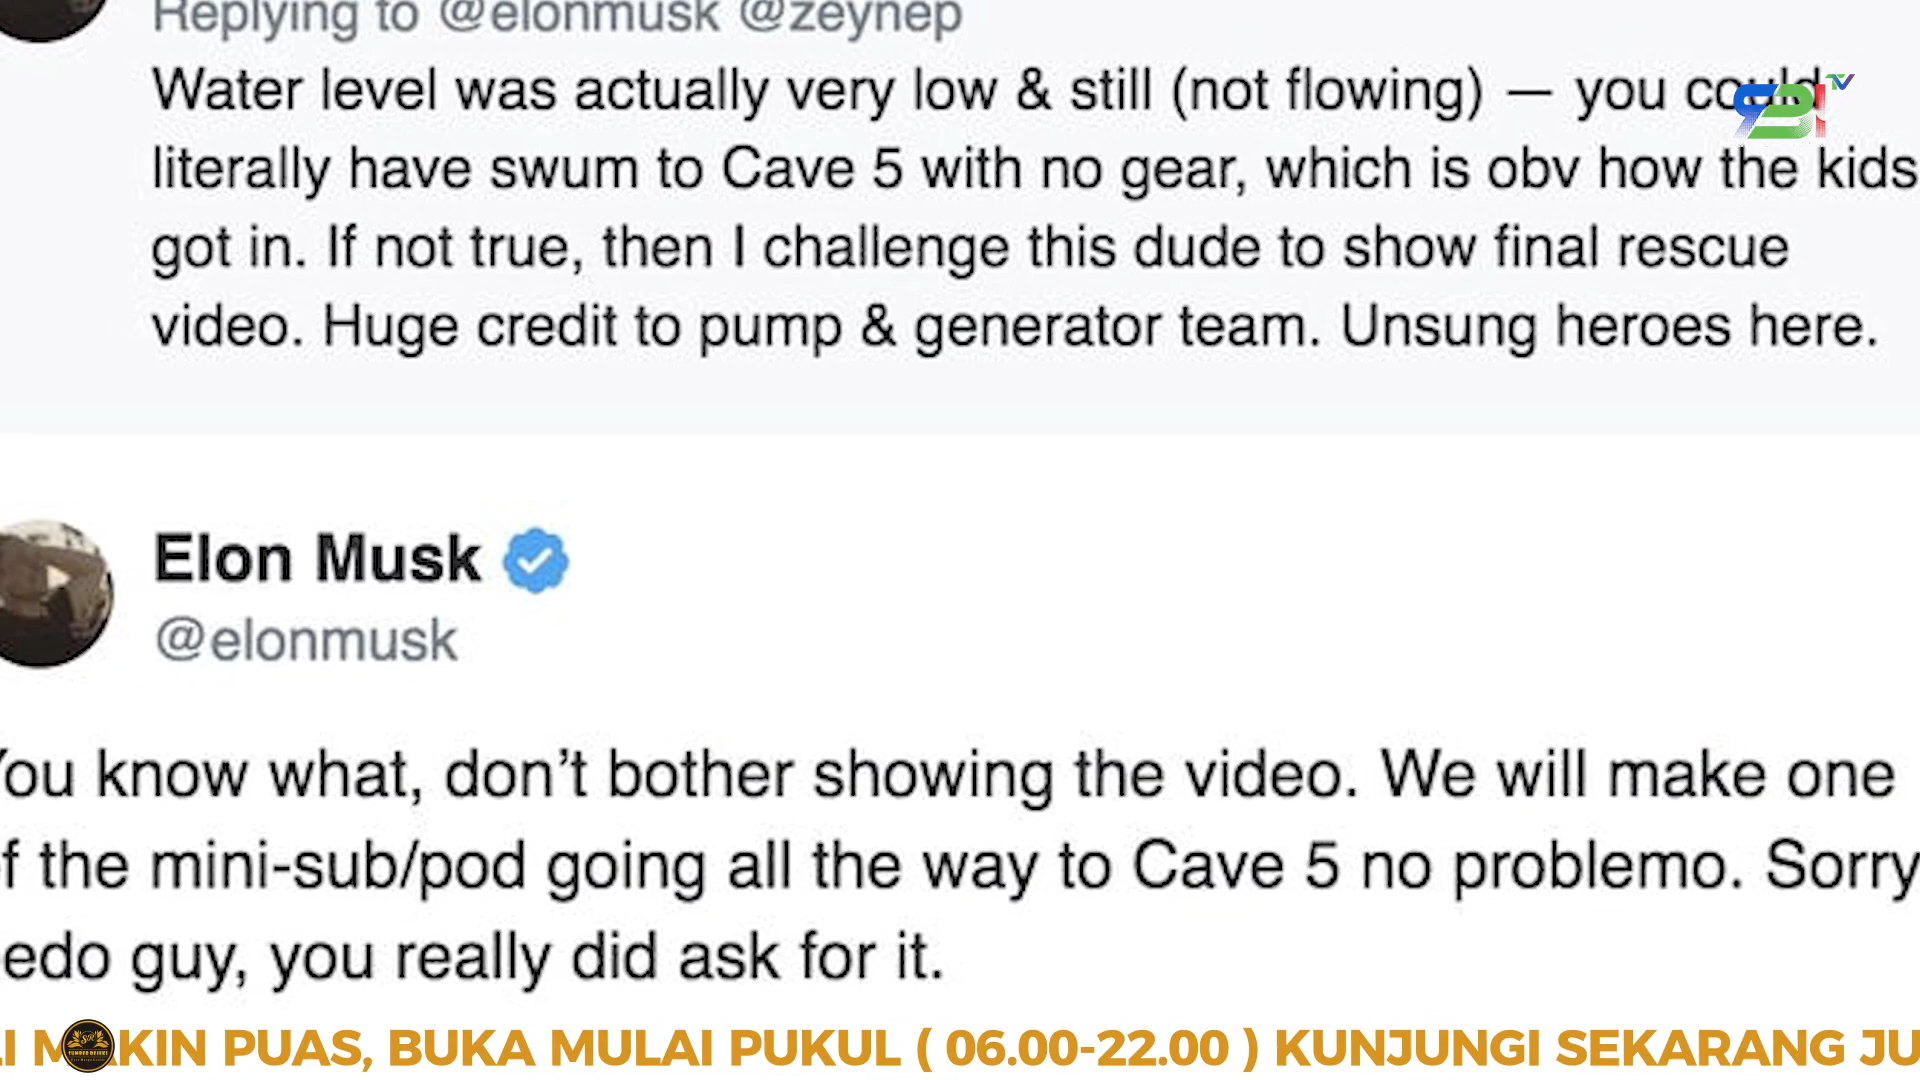 Replying to @elonmusk @zeynep
Water level was actually very low & still (not flowing) — you could
literally have swum to Cave 5 with no gear, which is obv how the kids
got in. If not true, then I challenge this dude to show final rescue
video. Huge credit to pump & generator team. Unsung heroes here.
TV
Elon Musk
@elonmusk
ou know what, don’t bother showing the video. We will make one
f the mini-sub/pod going all the way to Cave 5 no problemo. Sorry
edo guy, you really did ask for it.
LI M KIN PUAS, BUKA MULAI PUKUL ( 06.00-22.00 ) KUNJUNGI SEKARANG JU